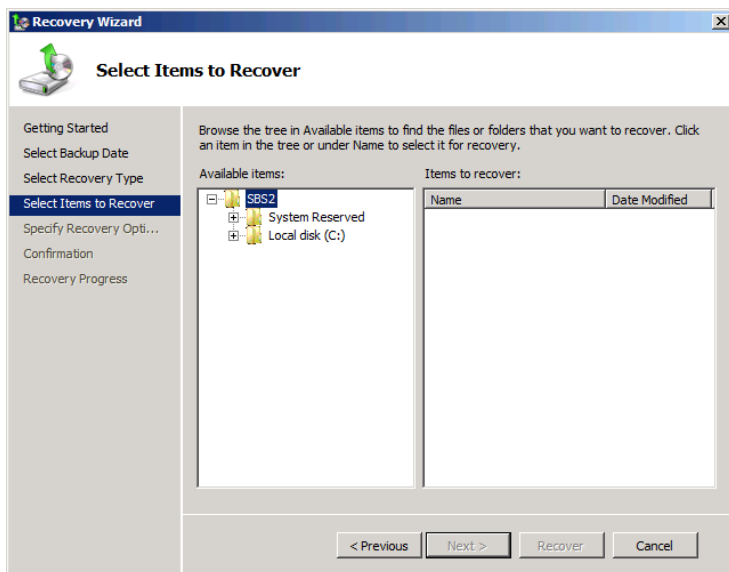 Recovery Wizard
Select Items to Recover
Getting Started
Select Backup Date
Select Recovery Type
Select Items to Recover
Specify Recovery Opti...
Confirmation
Recovery Progress
Browse the tree in Available items to find the files or folders that you want to recover. Click
an item in the tree or under Name to select it for recovery.
Available items:
SBS2
System Reserved
Local disk (C:)
Items to recover:
Name Date Modified
< Previous Next > Recover Cancel